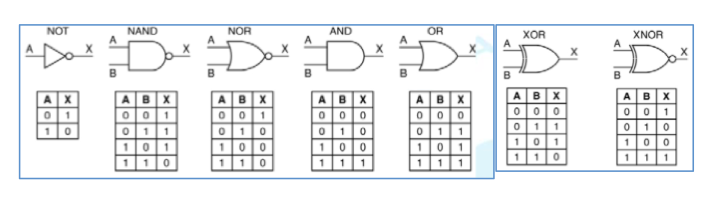 NOT
A X
A X
0 1
1 0
NAND
A X
B
A B X
0 0 1
0 1 1
1 0 1
1 1 0
NOR
A X
B
A B X
0 0 1
0 1 0
1 0 0
1 1 0
AND
A X
B
A B X
0 0 0
0 1 0
1 0 0
1 1 1
OR
A X
B
A B X
0 0 0
0 1 1
1 0 1
1 1 1
XOR
A X
B
A B X
0 0 0
0 1 1
1 0 1
1 1 0
XNOR
A X
B
A B X
0 0 1
0 1 0
1 0 0
1 1 1